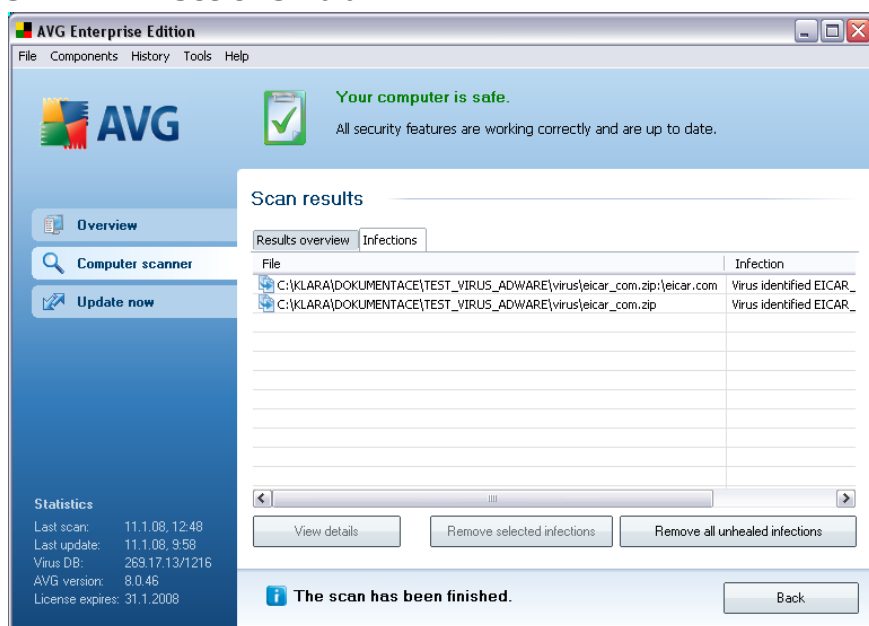 AVG Enterprise Edition
File Components History Tools Help
AVG
Your computer is safe.
All security features are working correctly and are up to date.
Overview
Computer scanner
Update now
Scan results
Results overview Infections
File Infection
C:\KLARA\DOKUMENTACE\TEST_VIRUS_ADWARE\virus\eicar_com.zip:\eicar.com Virus identified EICAR_
C:\KLARA\DOKUMENTACE\TEST_VIRUS_ADWARE\virus\eicar_com.zip Virus identified EICAR_
View details Remove selected infections Remove all unhealed infections
Statistics
Last scan: 11.1.08, 12:48
Last update: 11.1.08, 9:58
Virus DB: 269.17.13/1216
AVG version: 8.0.46
License expires: 31.1.2008
The scan has been finished.
Back